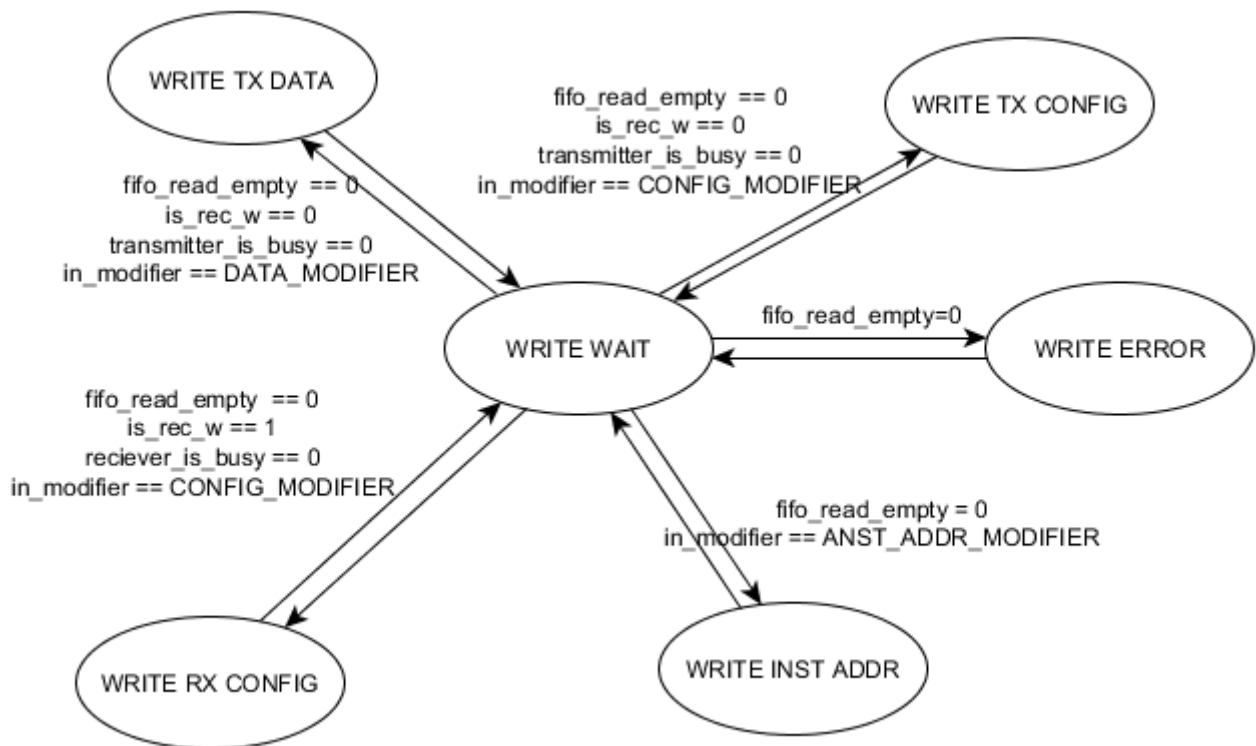 WRITE TX DATA
fifo_read_empty == 0
is_rec_w == 0
transmitter_is_busy == 0
in_modifier == DATA_MODIFIER
fifo_read_empty == 0
is_rec_w == 0
transmitter_is_busy == 0
in_modifier == CONFIG_MODIFIER
WRITE TX CONFIG
WRITE WAIT
fifo_read_empty=0
WRITE ERROR
fifo_read_empty == 0
is_rec_w == 1
reciever_is_busy == 0
in_modifier == CONFIG_MODIFIER
fifo_read_empty = 0
in_modifier == ANST_ADDR_MODIFIER
WRITE RX CONFIG
WRITE INST ADDR